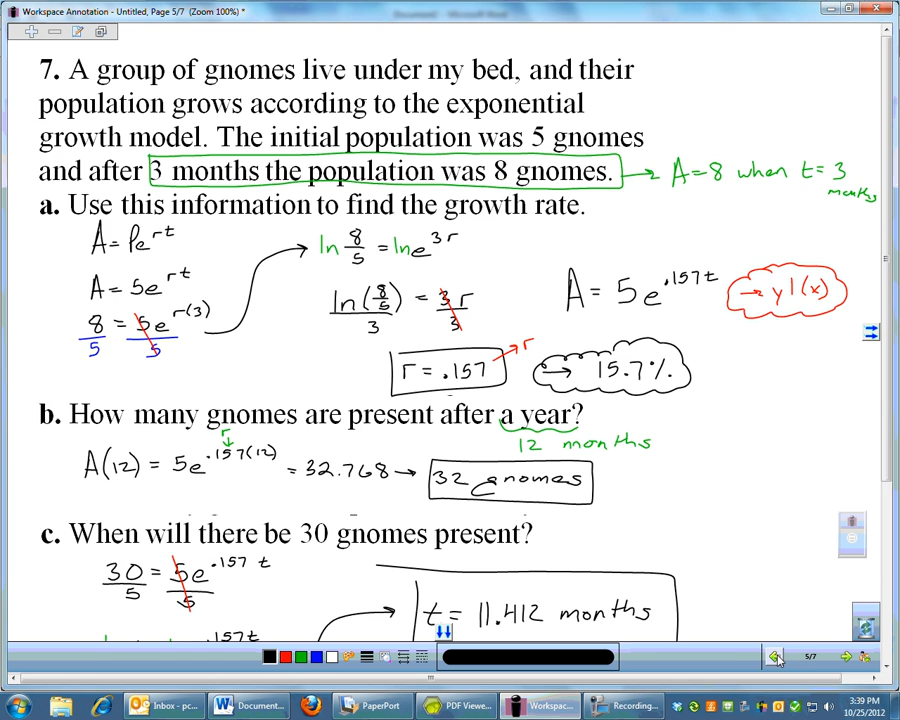 Workspace Annotation - Untitled, Page 5/7 (Zoom 100%) *
7. A group of gnomes live under my bed, and their
population grows according to the exponential
growth model. The initial population was 5 gnomes
and after 3 months the population was 8 gnomes. → A=8 when t=3
months
a. Use this information to find the growth rate.
A=Pe^rt
A=5e^rt
8/5 = 5e^r(3)/5
ln 8/5 = ln e^3r
ln(8/5)/3 = 3r/3
r = .157 → r
→ 15.7%
A = 5e^.157t
→ y1(x)
b. How many gnomes are present after a year?
12 months
r
↓
A(12) = 5e^.157(12) = 32.768 → 32 gnomes
c. When will there be 30 gnomes present?
30/5 = 5e^.157t/5
t = 11.412 months
.157t
5/7
Inbox - pc...
Document...
PaperPort
PDF Viewe...
Workspac...
Recording...
3:39 PM
10/25/2012